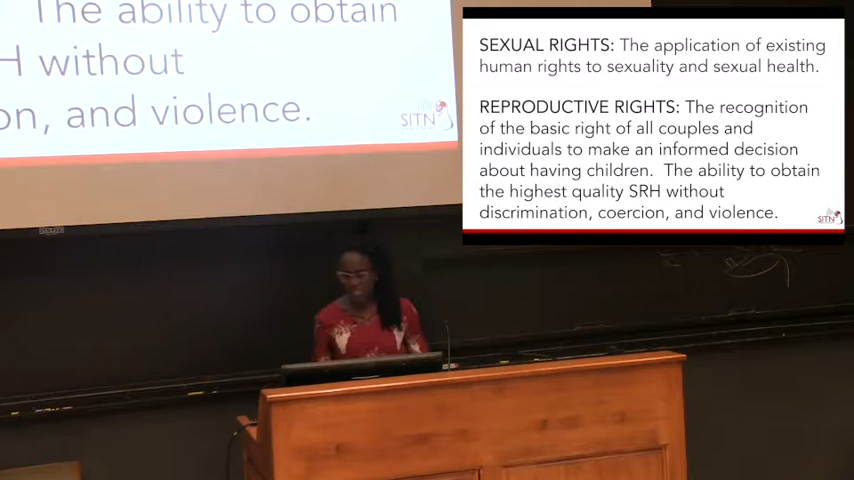 The ability to obtain
H without
on, and violence.
SITN
SEXUAL RIGHTS: The application of existing
human rights to sexuality and sexual health.
REPRODUCTIVE RIGHTS: The recognition
of the basic right of all couples and
individuals to make an informed decision
about having children. The ability to obtain
the highest quality SRH without
discrimination, coercion, and violence.
SITN